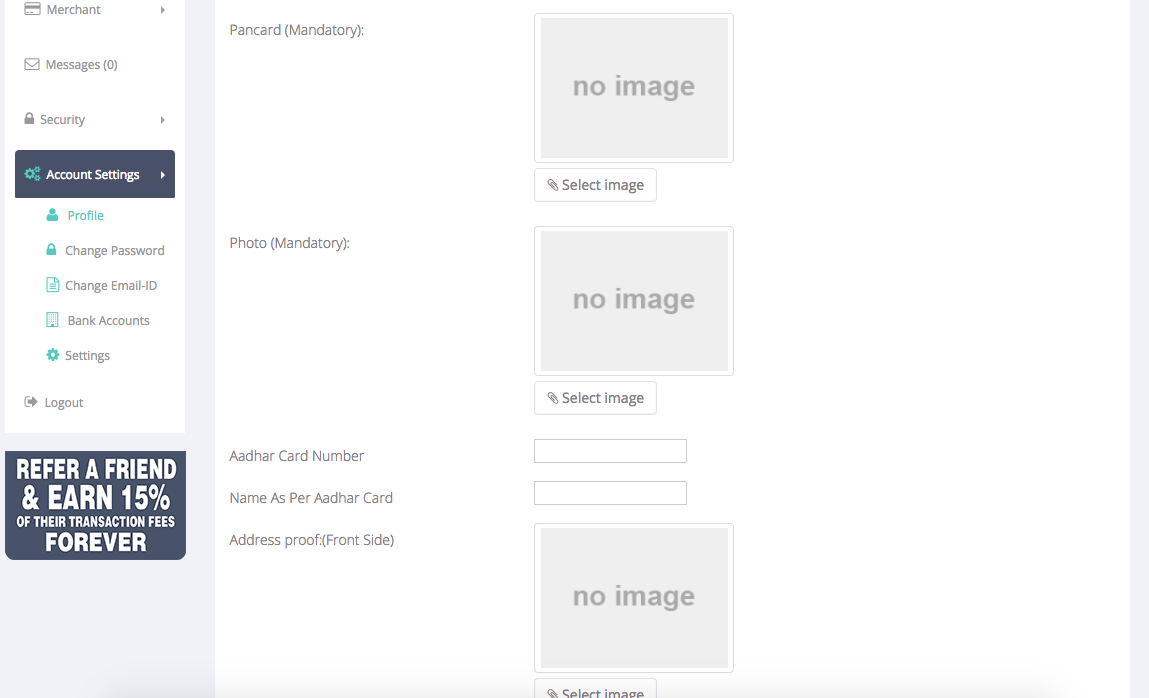 Merchant
Messages (0)
Security
Account Settings
Profile
Change Password
Change Email-ID
Bank Accounts
Settings
Logout
REFER A FRIEND
& EARN 15%
OF THEIR TRANSACTION FEES
FOREVER
Pancard (Mandatory):
no image
Select image
Photo (Mandatory):
no image
Select image
Aadhar Card Number
Name As Per Aadhar Card
Address proof:(Front Side)
no image
Select image